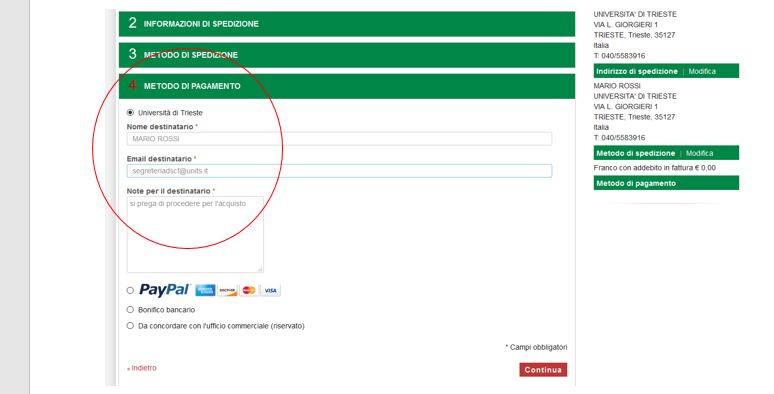 2 INFORMAZIONI DI SPEDIZIONE
3 METODO DI SPEDIZIONE
4 METODO DI PAGAMENTO
Università di Trieste
Nome destinatario *
MARIO ROSSI
Email destinatario *
segreteriadscf@units.it
Note per il destinatario *
si prega di procedere per l'acquisto
PayPal DISCOVER MasterCard VISA
Bonifico bancario
Da concordare con l'ufficio commerciale (riservato)
* Campi obbligatori
« Indietro
Continua
UNIVERSITA' DI TRIESTE
VIA L. GIORGIERI 1
TRIESTE, Trieste, 35127
Italia
T: 040/5583916
Indirizzo di spedizione | Modifica
MARIO ROSSI
UNIVERSITA' DI TRIESTE
VIA L. GIORGIERI 1
TRIESTE, Trieste, 35127
Italia
T: 040/5583916
Metodo di spedizione | Modifica
Franco con addebito in fattura € 0,00
Metodo di pagamento